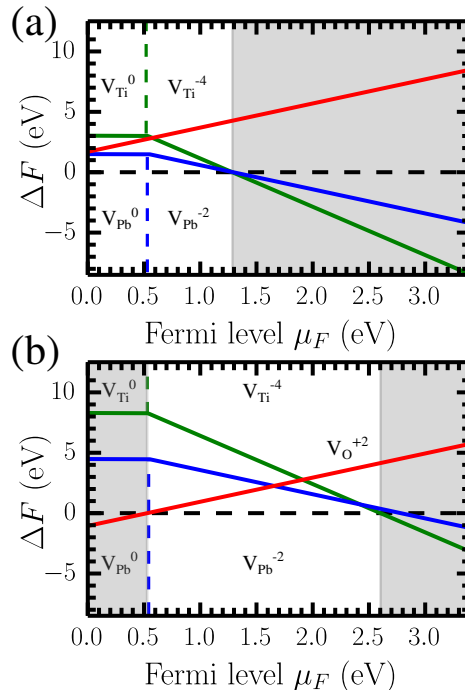 (a)
10
V_Ti^0 V_Ti^-4
5
ΔF (eV)
0
V_Pb^0 V_Pb^-2
−5
0.0 0.5 1.0 1.5 2.0 2.5 3.0
Fermi level μ_F (eV)
(b)
10
V_Ti^0 V_Ti^-4
V_O^+2
5
ΔF (eV)
0
V_Pb^0 V_Pb^-2
−5
0.0 0.5 1.0 1.5 2.0 2.5 3.0
Fermi level μ_F (eV)